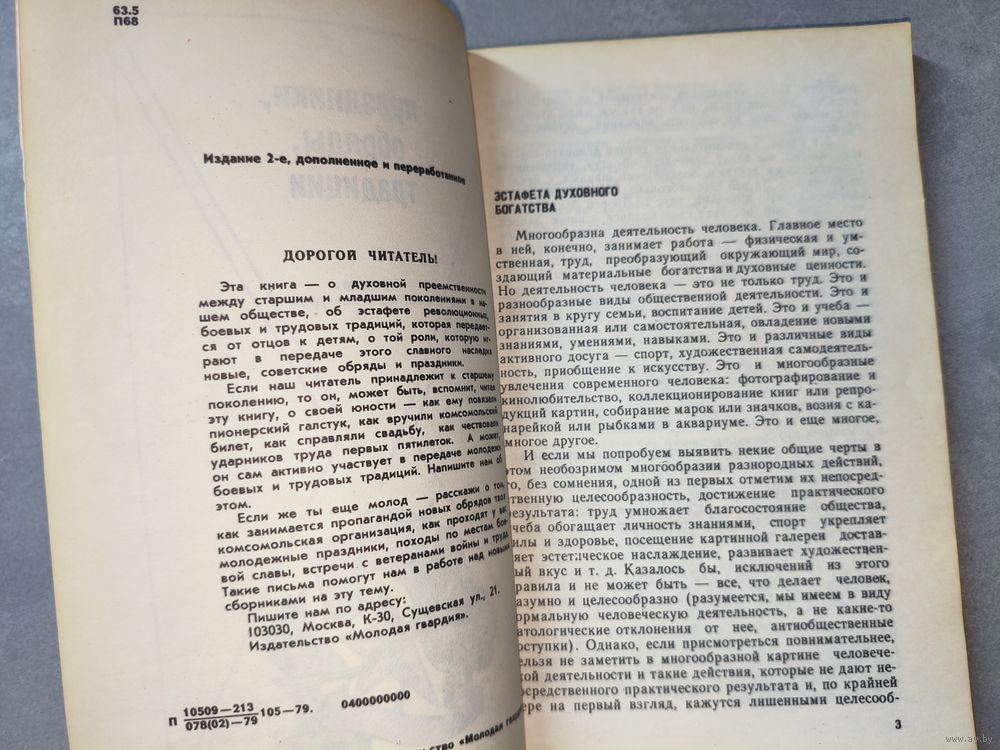 63.5
П68
Издание 2-е, дополненное и переработанное
ДОРОГОЙ ЧИТАТЕЛЬ!
Эта книга — о духовной преемственности
между старшим и младшим поколениями в на-
шем обществе, об эстафете революционных,
боевых и трудовых традиций, которая передает-
ся от отцов к детям, о той роли, которую иг-
рают в передаче этого славного наследия
новые, советские обряды и праздники.
Если наш читатель принадлежит к старшему
поколению, то он, может быть, вспомнит, читая
эту книгу, о своей юности — как ему повязали
пионерский галстук, как вручили комсомольский
билет, как справляли свадьбу, как чествовали
ударников труда первых пятилеток. А может,
он сам активно участвует в передаче молодежи
боевых и трудовых традиций. Напишите нам об
этом.
Если же ты еще молод — расскажи о том,
как занимается пропагандой новых обрядов твоя
комсомольская организация, как проходят у вас
молодежные праздники, походы по местам бое-
вой славы, встречи с ветеранами войны и труда.
Такие письма помогут нам в работе над новыми
сборниками на эту тему.
Пишите нам по адресу:
103030, Москва, К-30, Сущевская ул., 21.
Издательство «Молодая гвардия».
П 10509—213
078(02)—79 105—79. 0400000000
«Молодая
ЭСТАФЕТА ДУХОВНОГО
БОГАТСТВА
Многообразна деятельность человека. Главное место
в ней, конечно, занимает работа — физическая и ум-
ственная, труд, преобразующий окружающий мир, со-
здающий материальные богатства и духовные ценности.
Но деятельность человека — это не только труд. Это и
разнообразные виды общественной деятельности. Это и
занятия в кругу семьи, воспитание детей. Это и учеба —
организованная или самостоятельная, овладение новыми
знаниями, умениями, навыками. Это и различные виды
активного досуга — спорт, художественная самодеятель-
ность, приобщение к искусству. Это и многообразные
увлечения современного человека: фотографирование и
кинолюбительство, коллекционирование книг или репро-
дукций картин, собирание марок или значков, возня с ка-
нарейкой или рыбками в аквариуме. Это и еще многое,
многое другое.
И если мы попробуем выявить некие общие черты в
этом необозримом многообразии разнородных действий,
то, без сомнения, одной из первых отметим их непосред-
ственную целесообразность, достижение практического
результата: труд умножает благосостояние общества,
учеба обогащает личность знаниями, спорт укрепляет
силы и здоровье, посещение картинной галереи достав-
ляет эстетическое наслаждение, развивает художествен-
ный вкус и т. д. Казалось бы, исключений из этого
правила и не может быть — все, что делает человек,
разумно и целесообразно (разумеется, мы имеем в виду
нормальную человеческую деятельность, а не какие-то
патологические отклонения от нее, антиобщественные
поступки). Однако, если присмотреться повнимательнее,
нельзя не заметить в многообразной картине человече-
ской деятельности и такие действия, которые не дают не-
посредственного практического результата и, по крайней
мере на первый взгляд, кажутся лишенными целесооб-
3
www.av.by